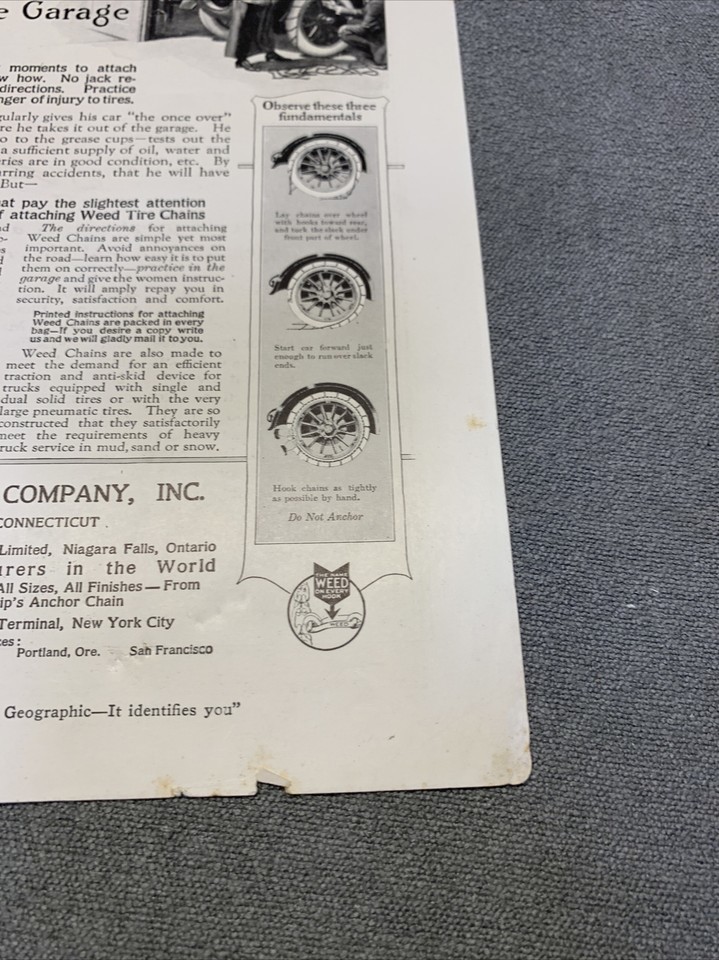 e Garage
moments to attach
w how. No jack re-
directions. Practice
nger of injury to tires.
gularly gives his car "the once over"
re he takes it out of the garage. He
o to the grease cups—tests out the
a sufficient supply of oil, water and
ries are in good condition, etc. By
rring accidents, that he will have
But—
at pay the slightest attention
f attaching Weed Tire Chains
The directions for attaching
Weed Chains are simple yet most
important. Avoid annoyances on
the road—learn how easy it is to put
them on correctly—practice in the
garage and give the women instruc-
tion. It will amply repay you in
security, satisfaction and comfort.
Printed instructions for attaching
Weed Chains are packed in every
bag—If you desire a copy write
us and we will gladly mail it to you.
Weed Chains are also made to
meet the demand for an efficient
traction and anti-skid device for
trucks equipped with single and
dual solid tires or with the very
large pneumatic tires. They are so
constructed that they satisfactorily
meet the requirements of heavy
ruck service in mud, sand or snow.
COMPANY, INC.
CONNECTICUT
Limited, Niagara Falls, Ontario
rers in the World
All Sizes, All Finishes—From
ip's Anchor Chain
Terminal, New York City
es:
Portland, Ore. San Francisco
Geographic—It identifies you"
Observe these three
fundamentals
Lay chains over wheel
with hooks toward rear,
and tuck the slack under
front part of wheel.
Start car forward just
enough to run over slack
ends.
Hook chains as tightly
as possible by hand.
Do Not Anchor
THE NAME
WEED
ON EVERY
HOOK
WEED